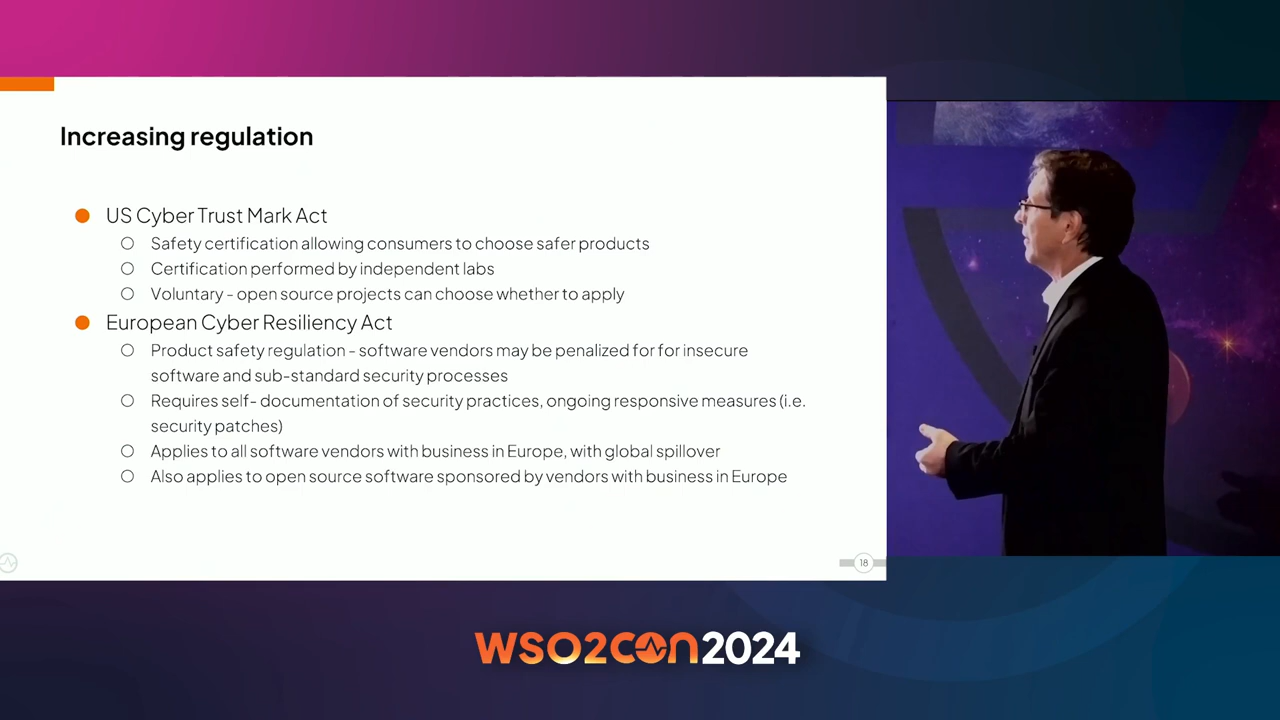 Increasing regulation
US Cyber Trust Mark Act
Safety certification allowing consumers to choose safer products
Certification performed by independent labs
Voluntary - open source projects can choose whether to apply
European Cyber Resiliency Act
Product safety regulation - software vendors may be penalized for for insecure
software and sub-standard security processes
Requires self- documentation of security practices, ongoing responsive measures (i.e.
security patches)
Applies to all software vendors with business in Europe, with global spillover
Also applies to open source software sponsored by vendors with business in Europe
18
WSO2CON2024